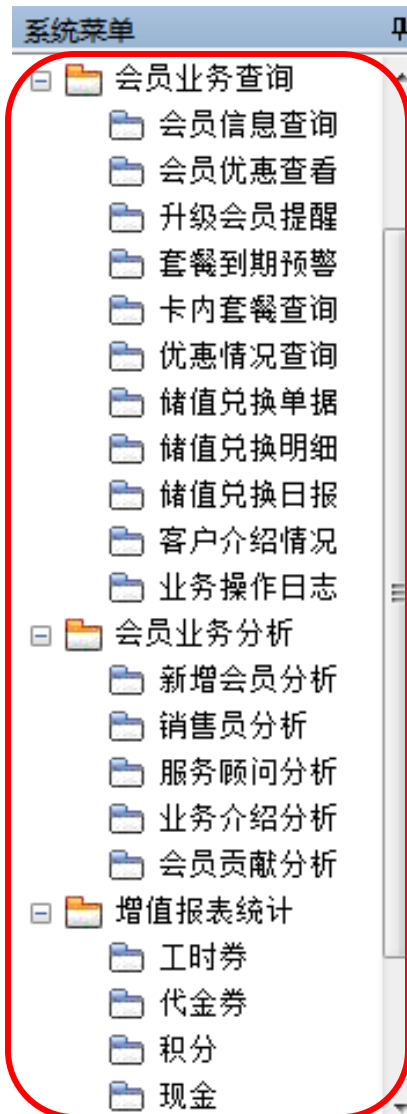 系统菜单
会员业务查询
会员信息查询
会员优惠查看
升级会员提醒
套餐到期预警
卡内套餐查询
优惠情况查询
储值兑换单据
储值兑换明细
储值兑换日报
客户介绍情况
业务操作日志
会员业务分析
新增会员分析
销售员分析
服务顾问分析
业务介绍分析
会员贡献分析
增值报表统计
工时券
代金券
积分
现金